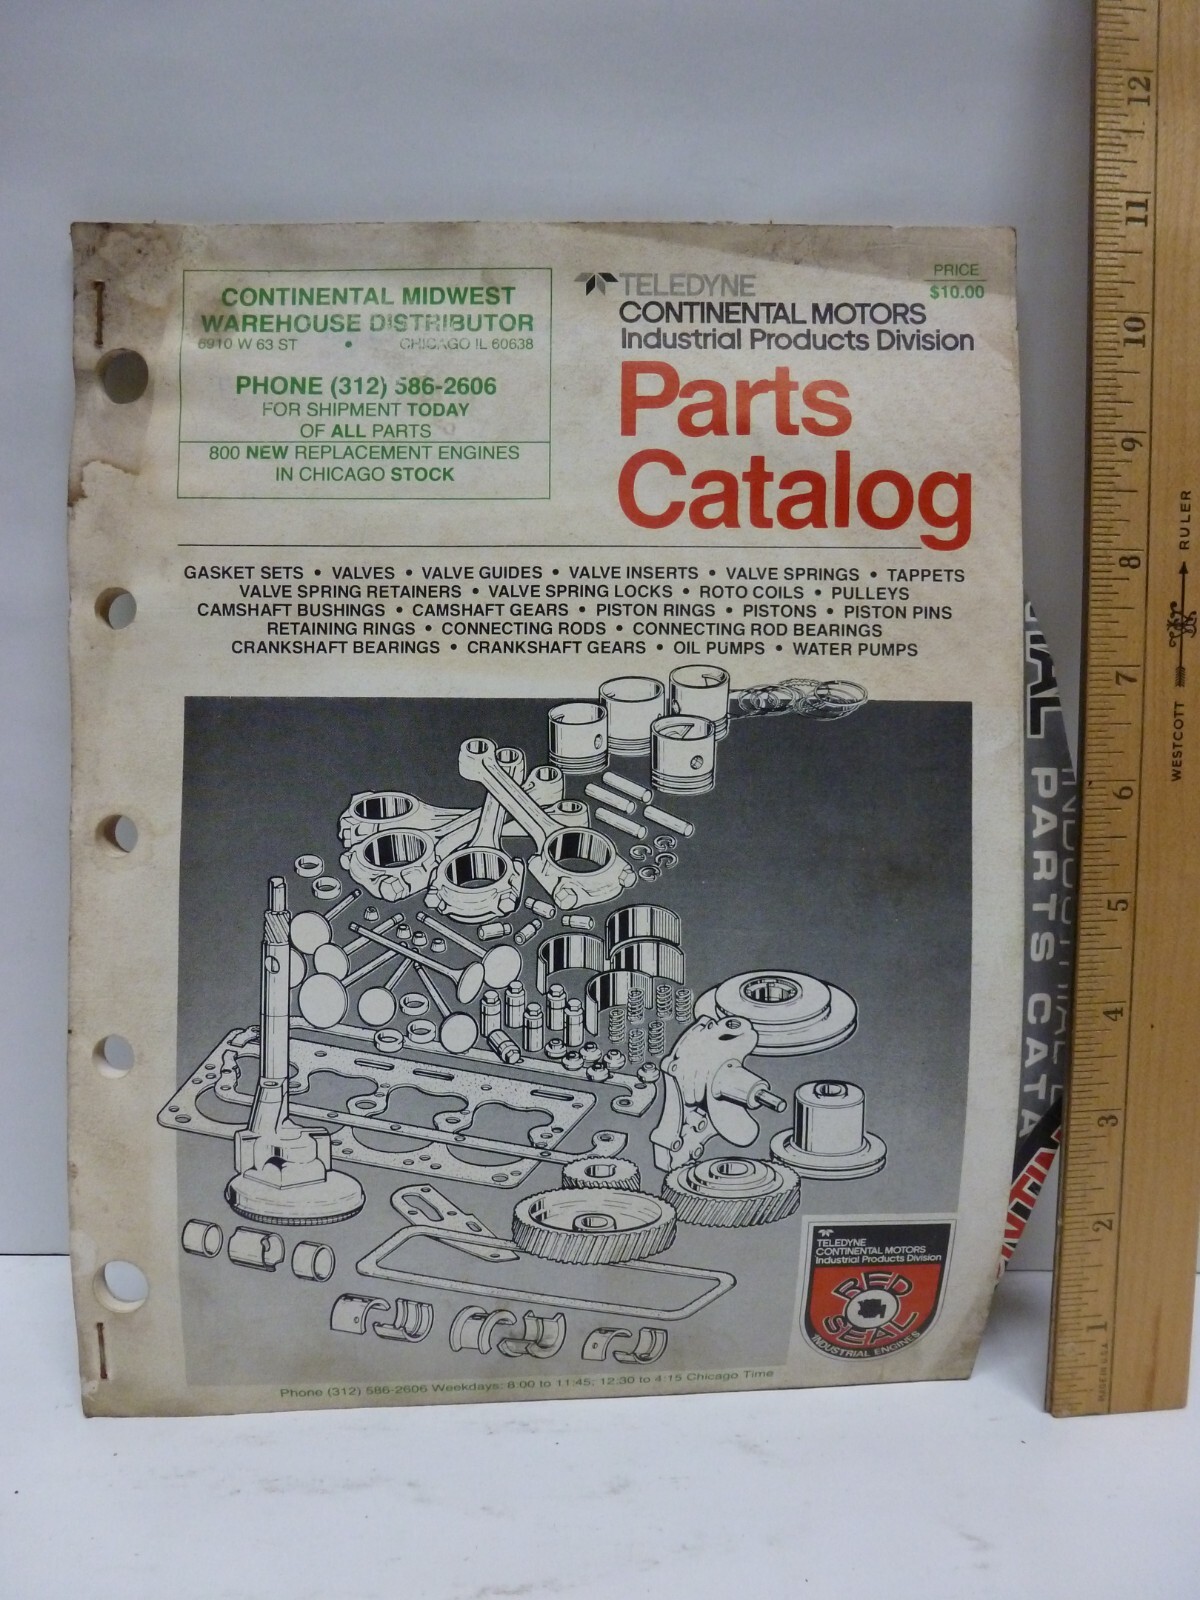 CONTINENTAL MIDWEST
WAREHOUSE DISTRIBUTOR
6910 W 63 ST • CHICAGO IL 60638
PHONE (312) 586-2606
FOR SHIPMENT TODAY
OF ALL PARTS
800 NEW REPLACEMENT ENGINES
IN CHICAGO STOCK
PRICE
$10.00
TELEDYNE
CONTINENTAL MOTORS
Industrial Products Division
Parts
Catalog
GASKET SETS • VALVES • VALVE GUIDES • VALVE INSERTS • VALVE SPRINGS • TAPPETS
VALVE SPRING RETAINERS • VALVE SPRING LOCKS • ROTO COILS • PULLEYS
CAMSHAFT BUSHINGS • CAMSHAFT GEARS • PISTON RINGS • PISTONS • PISTON PINS
RETAINING RINGS • CONNECTING RODS • CONNECTING ROD BEARINGS
CRANKSHAFT BEARINGS • CRANKSHAFT GEARS • OIL PUMPS • WATER PUMPS
TELEDYNE
CONTINENTAL MOTORS
Industrial Products Division
RED
SEAL
INDUSTRIAL ENGINES
Phone (312) 586-2606 Weekdays: 8:00 to 11:45; 12:30 to 4:15 Chicago Time
PARTS CATA
12
11
10
9
8
7
6
5
4
3
2
1
WESTCOTT
RULER
MADE IN U.S.A.